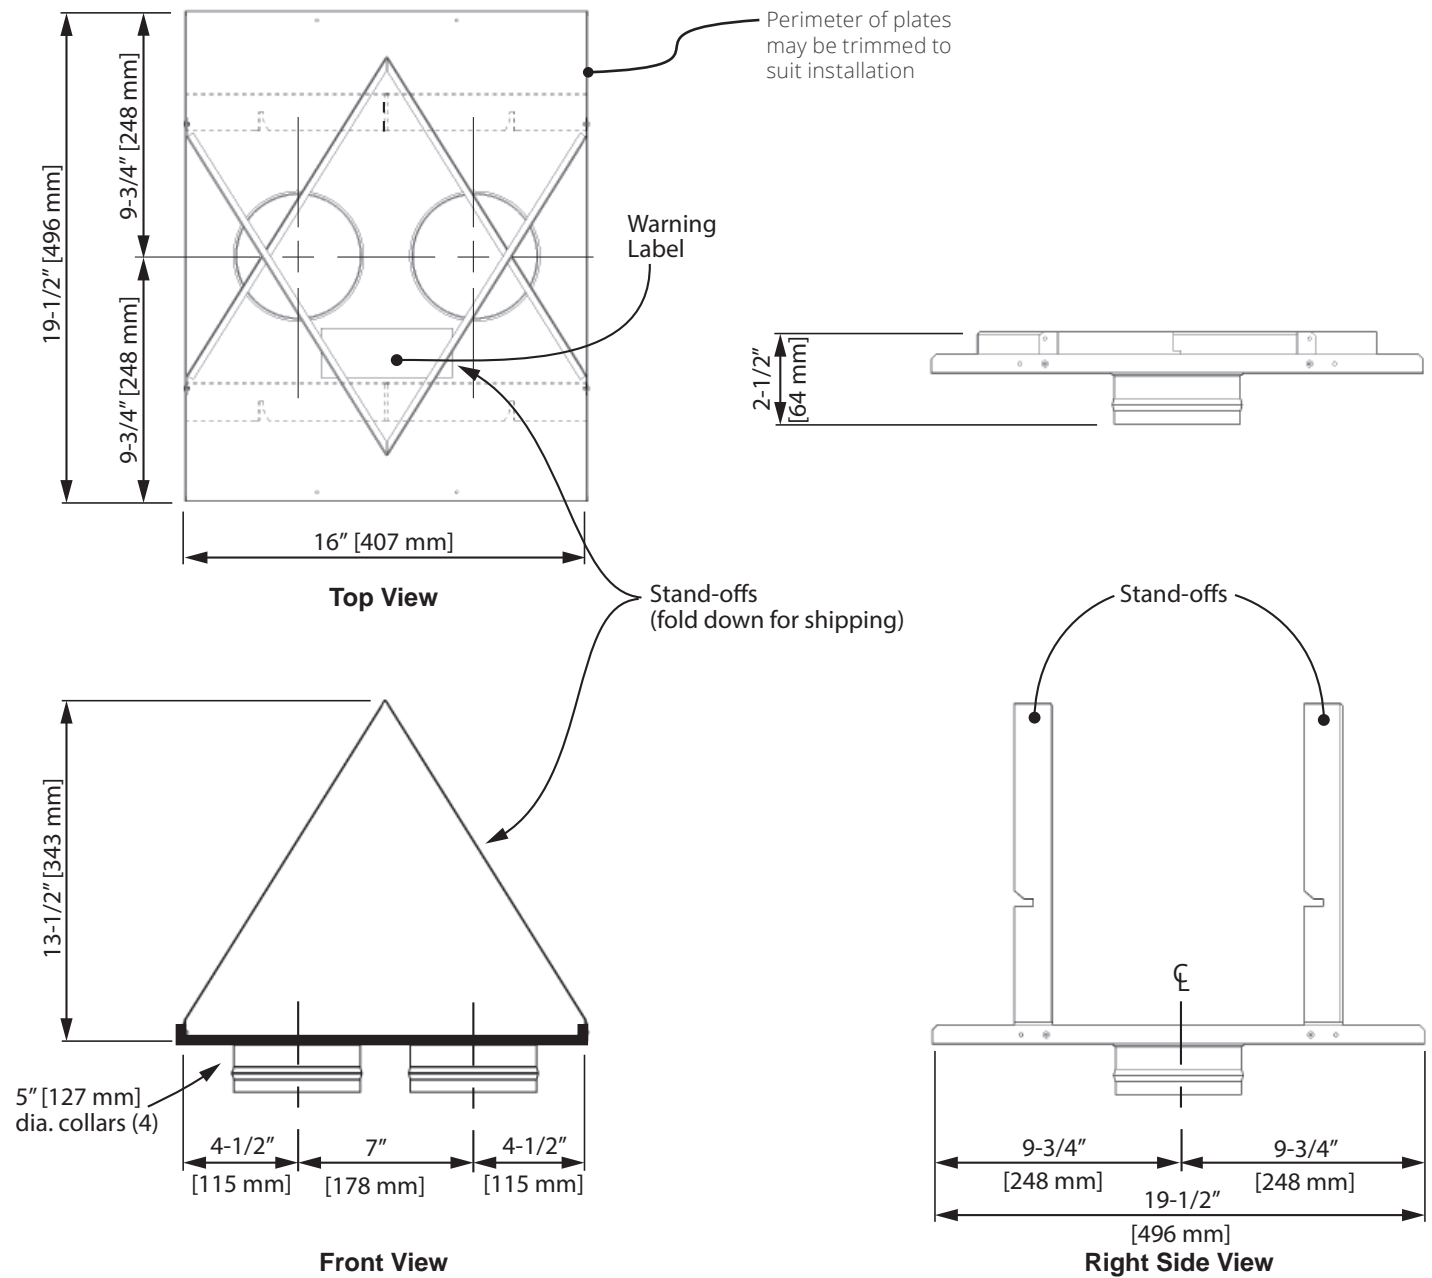 Perimeter of plates
may be trimmed to
suit installation
19-1/2" [496 mm]
9-3/4" [248 mm]
9-3/4" [248 mm]
Warning
Label
16" [407 mm]
Top View
2-1/2"
[64 mm]
Stand-offs
(fold down for shipping)
Stand-offs
13-1/2" [343 mm]
5" [127 mm]
dia. collars (4)
4-1/2"
[115 mm]
7"
[178 mm]
4-1/2"
[115 mm]
Front View
℄
9-3/4"
[248 mm]
9-3/4"
[248 mm]
19-1/2"
[496 mm]
Right Side View